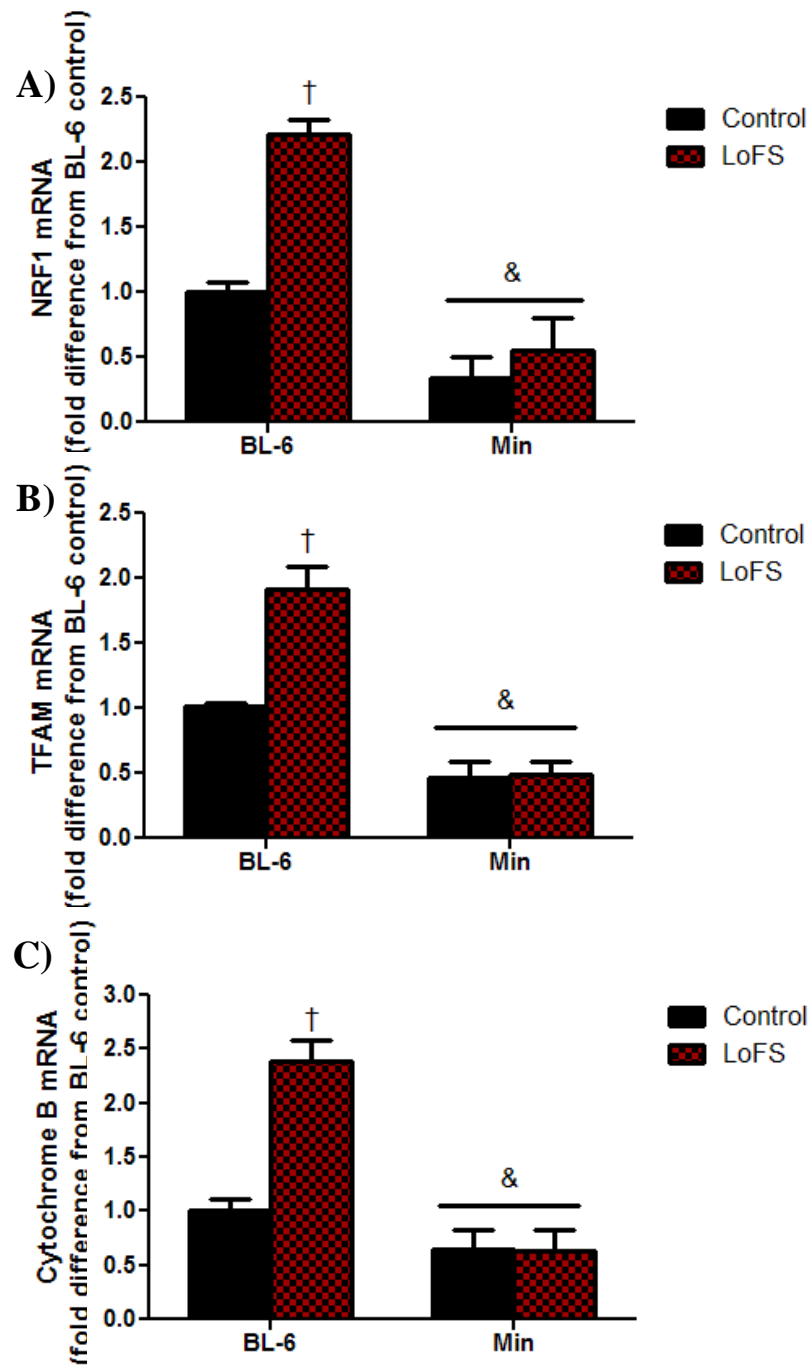 A)
NRF1 mRNA
(fold difference from BL-6 control)
2.5
2.0
1.5
1.0
0.5
0.0
†
&
BL-6 Min
Control
LoFS
B)
TFAM mRNA
(fold difference from BL-6 control)
2.5
2.0
1.5
1.0
0.5
0.0
†
&
BL-6 Min
Control
LoFS
C)
Cytochrome B mRNA
(fold difference from BL-6 control)
3.0
2.5
2.0
1.5
1.0
0.5
0.0
†
&
BL-6 Min
Control
LoFS